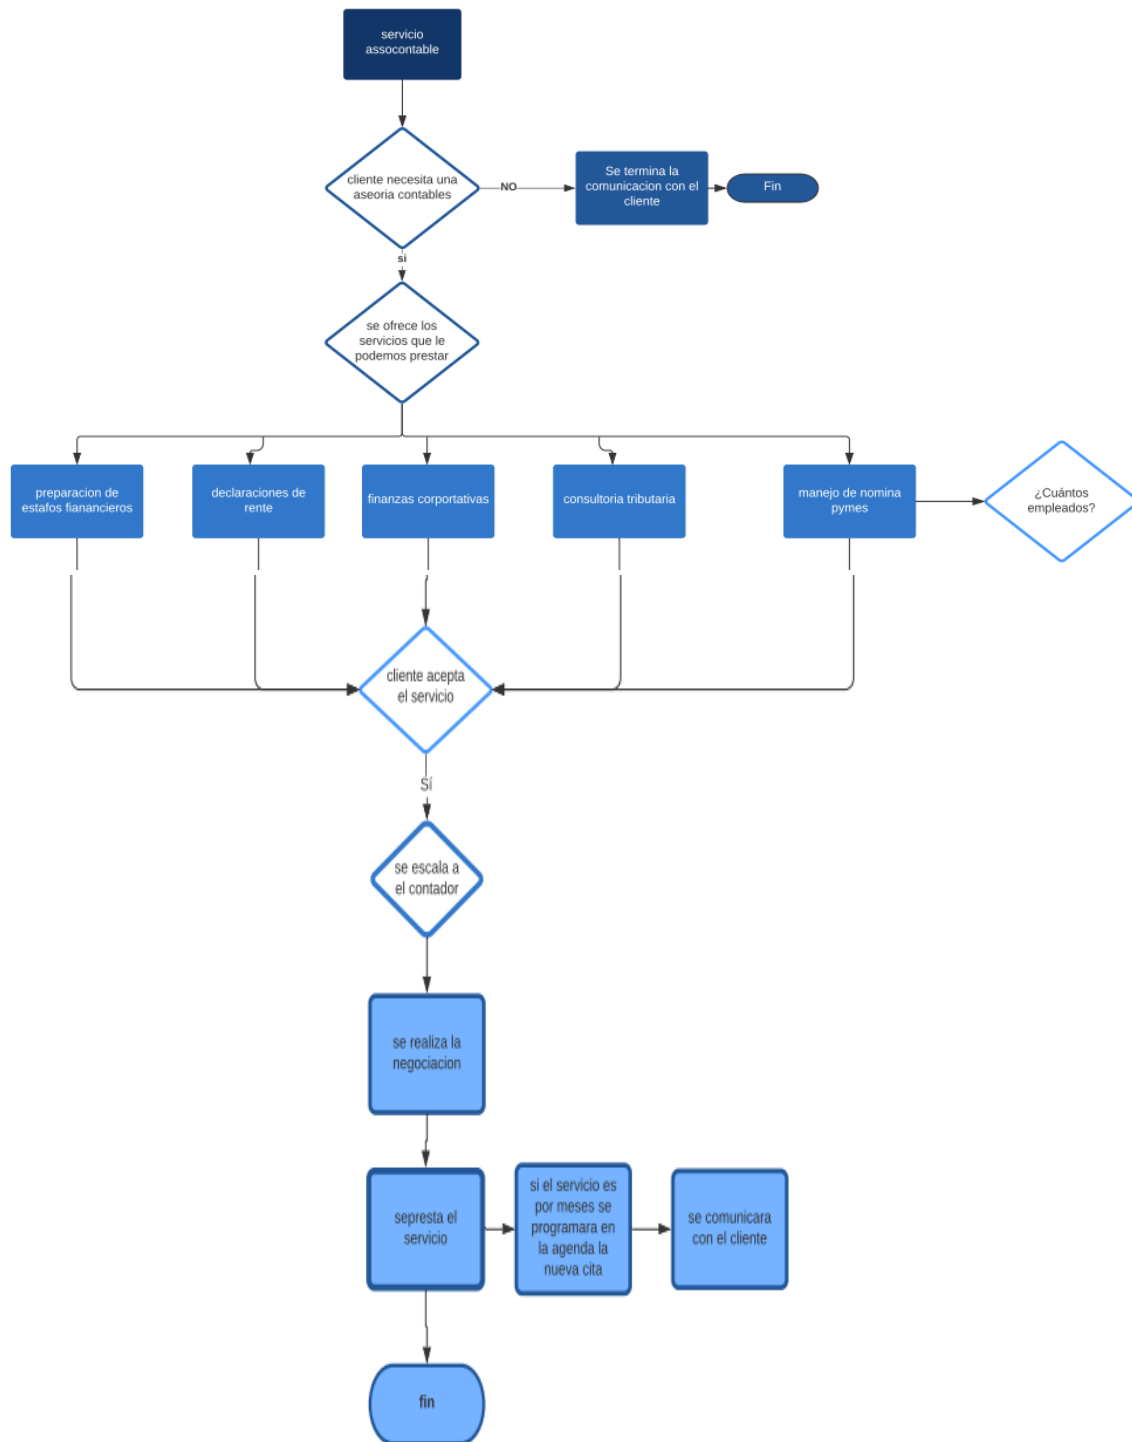 servicio
assocontable
cliente necesita una
aseoria contables
NO
Se termina la
comunicacion con el
cliente
Fin
si
se ofrece los
servicios que le
podemos prestar
preparacion de
estafos fianancieros
declaraciones de
rente
finanzas corportativas
consultoria tributaria
manejo de nomina
pymes
¿Cuántos
empleados?
cliente acepta
el servicio
Sí
se escala a
el contador
se realiza la
negociacion
sepresta el
servicio
si el servicio es
por meses se
programara en
la agenda la
nueva cita
se comunicara
con el cliente
fin